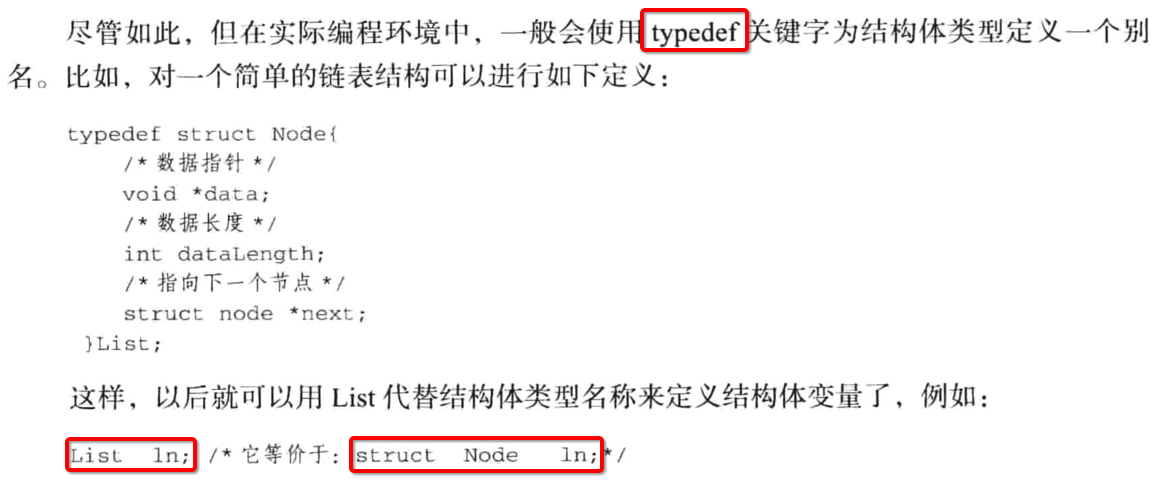 尽管如此，但在实际编程环境中，一般会使用 typedef 关键字为结构体类型定义一个别
名。比如，对一个简单的链表结构可以进行如下定义：
typedef struct Node{
/* 数据指针 */
void *data;
/* 数据长度 */
int dataLength;
/* 指向下一个节点 */
struct node *next;
}List;
这样，以后就可以用 List 代替结构体类型名称来定义结构体变量了，例如：
List ln; /* 它等价于：struct Node ln;*/